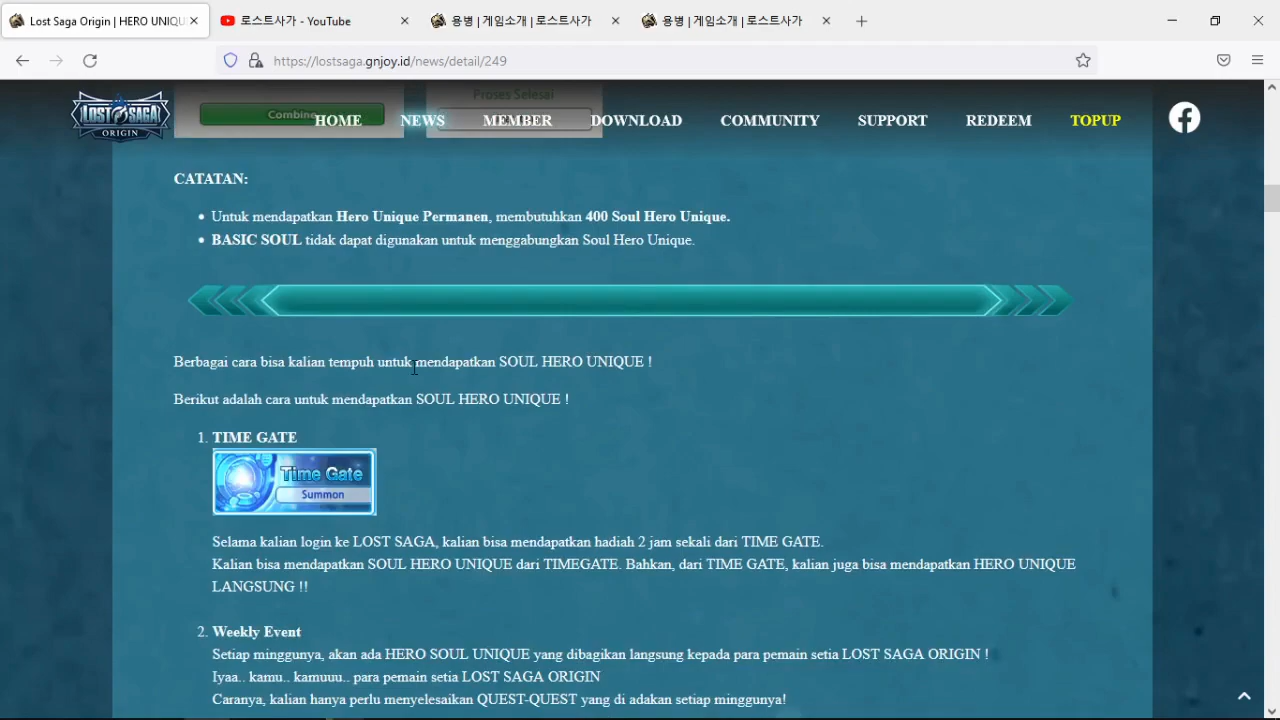 Lost Saga Origin | HERO UNIQU
로스트사가 - YouTube
용병 | 게임소개 | 로스트사가
용병 | 게임소개 | 로스트사가
https://lostsaga.gnjoy.id/news/detail/249
LOST SAGA
ORIGIN
Combine
Proses Selesai
HOME
NEWS
MEMBER
DOWNLOAD
COMMUNITY
SUPPORT
REDEEM
TOPUP
CATATAN:
• Untuk mendapatkan Hero Unique Permanen, membutuhkan 400 Soul Hero Unique.
• BASIC SOUL tidak dapat digunakan untuk menggabungkan Soul Hero Unique.
Berbagai cara bisa kalian tempuh untuk mendapatkan SOUL HERO UNIQUE !
Berikut adalah cara untuk mendapatkan SOUL HERO UNIQUE !
1. TIME GATE
Time Gate
Summon
Selama kalian login ke LOST SAGA, kalian bisa mendapatkan hadiah 2 jam sekali dari TIME GATE.
Kalian bisa mendapatkan SOUL HERO UNIQUE dari TIMEGATE. Bahkan, dari TIME GATE, kalian juga bisa mendapatkan HERO UNIQUE
LANGSUNG !!
2. Weekly Event
Setiap minggunya, akan ada HERO SOUL UNIQUE yang dibagikan langsung kepada para pemain setia LOST SAGA ORIGIN !
Iyaa.. kamu.. kamuuu.. para pemain setia LOST SAGA ORIGIN
Caranya, kalian hanya perlu menyelesaikan QUEST-QUEST yang di adakan setiap minggunya!